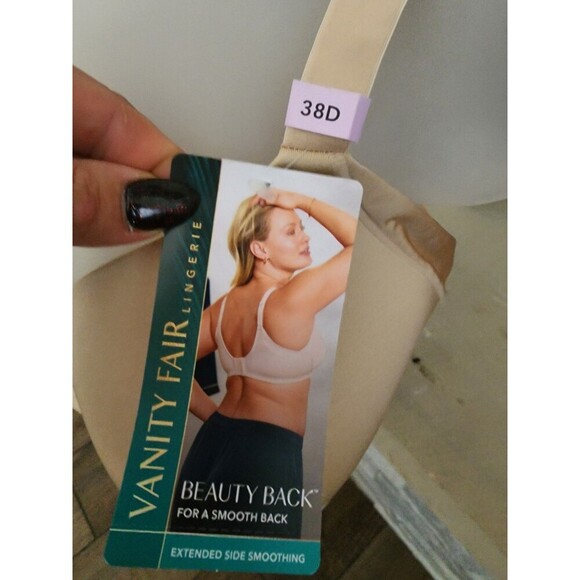 38D
VANITY FAIR
LINGERIE
BEAUTY BACK™
FOR A SMOOTH BACK
EXTENDED SIDE SMOOTHING